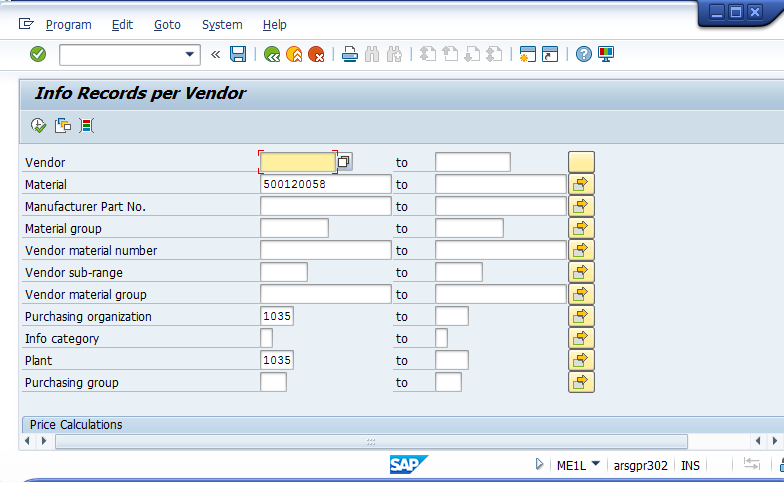 Program Edit Goto System Help
Info Records per Vendor
Vendor to
Material 500120058 to
Manufacturer Part No. to
Material group to
Vendor material number to
Vendor sub-range to
Vendor material group to
Purchasing organization 1035 to
Info category to
Plant 1035 to
Purchasing group to
Price Calculations
SAP ME1L arsgpr302 INS